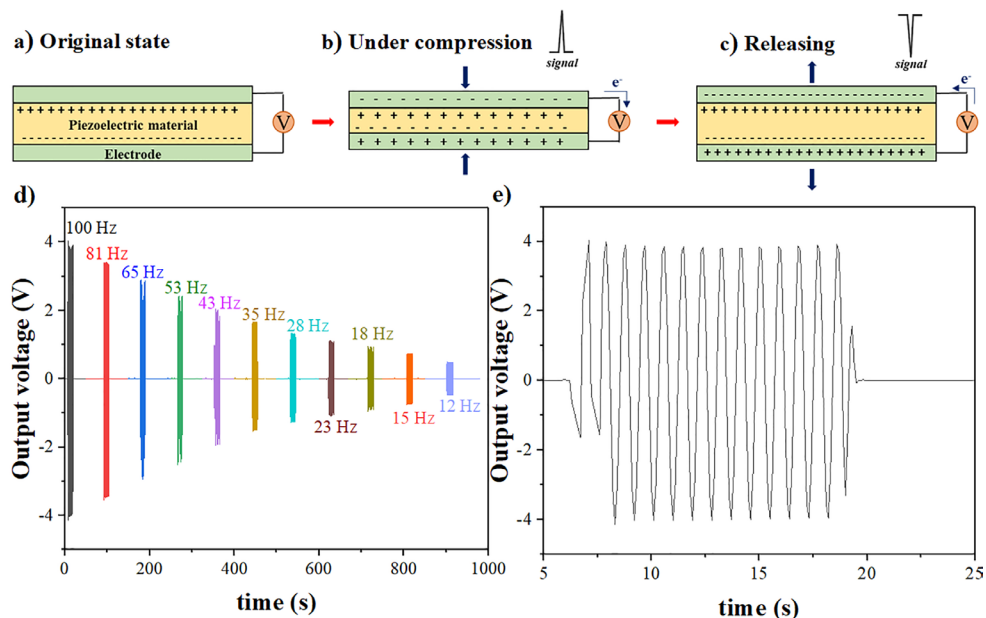 a) Original state
b) Under compression
signal
c) Releasing
signal
+ + + + + + + + + + + + + + + + + +
Piezoelectric material
- - - - - - - - - - - - - - - - - - - - - -
Electrode
V
- - - - - - - - - - - -
+ + + + + + + + + + +
- - - - - - - - - - - -
+ + + + + + + + + + +
e-
V
- - - - - - - - - - - - - - - - - - - - - -
+ + + + + + + + + + + + + + + + + +
- - - - - - - - - - - - - - - - - - - - - -
+ + + + + + + + + + + + + + + + + + +
e-
V
d)
Output voltage (V)
4
2
0
-2
-4
100 Hz
81 Hz
65 Hz
53 Hz
43 Hz
35 Hz
28 Hz
23 Hz
18 Hz
15 Hz
12 Hz
0 200 400 600 800 1000
time (s)
e)
Output voltage (V)
4
2
0
-2
-4
5 10 15 20 25
time (s)